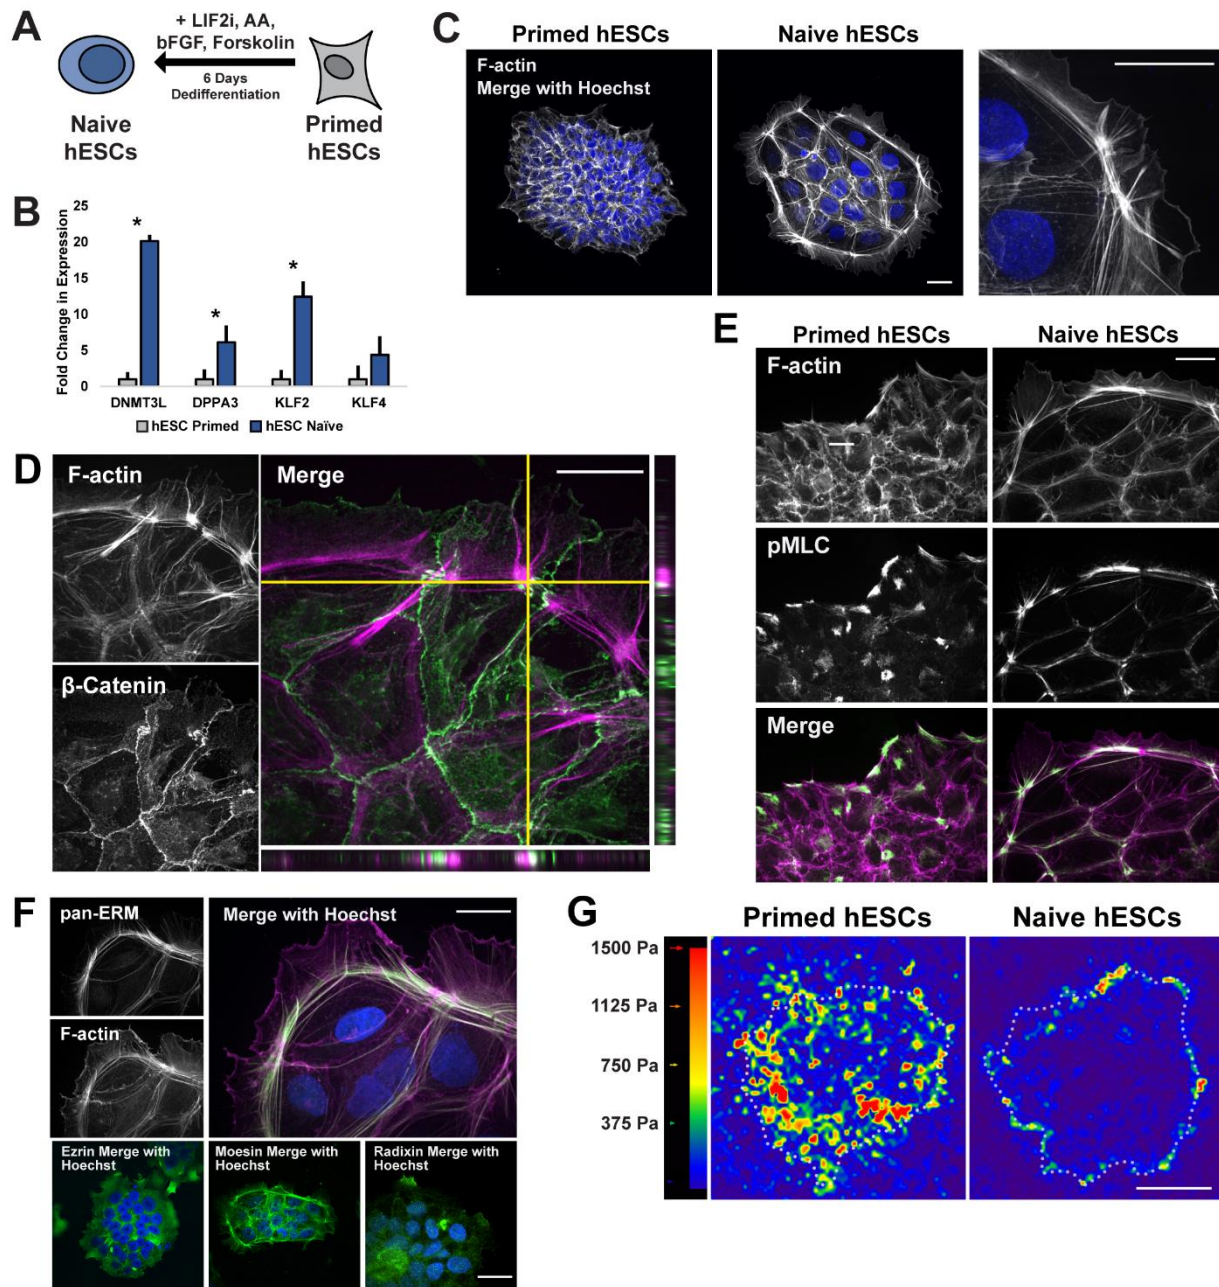 A
+ LIF2i, AA,
bFGF, Forskolin
6 Days
Dedifferentiation
Naive
hESCs
Primed
hESCs
B
Fold Change in Expression
25
20
15
10
5
0
*
*
*
DNMT3L
DPPA3
KLF2
KLF4
hESC Primed
hESC Naïve
C
Primed hESCs
Naive hESCs
F-actin
Merge with Hoechst
D
F-actin
Merge
β-Catenin
E
Primed hESCs
Naive hESCs
F-actin
pMLC
Merge
F
pan-ERM
Merge with Hoechst
F-actin
Ezrin Merge with
Hoechst
Moesin Merge with
Hoechst
Radixin Merge with
Hoechst
G
Primed hESCs
Naive hESCs
1500 Pa
1125 Pa
750 Pa
375 Pa